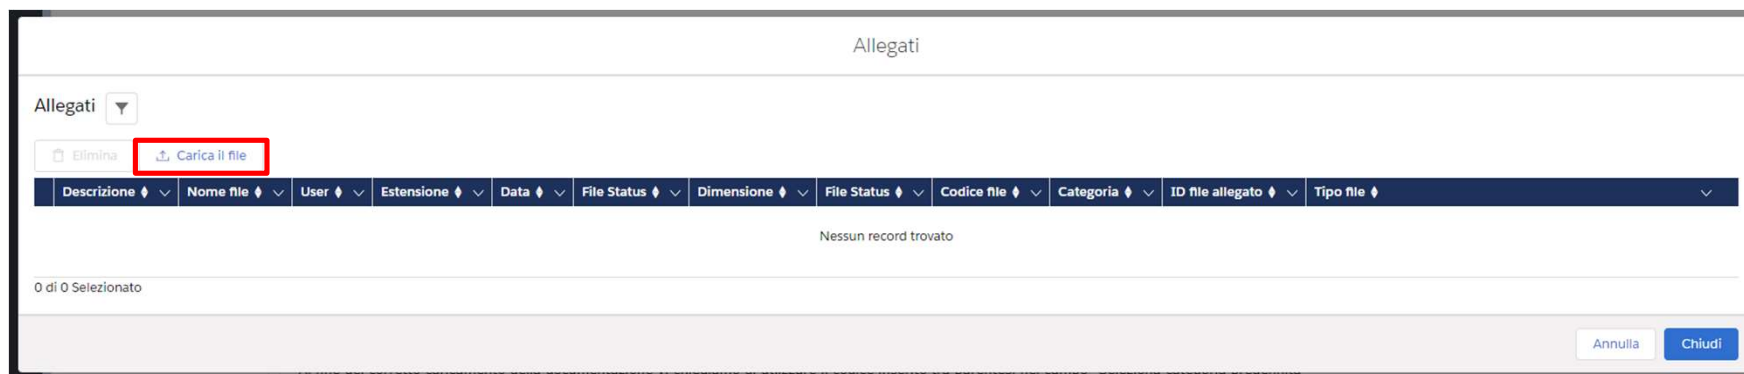 Allegati
Allegati
Elimina Carica il file
Descrizione Nome file User Estensione Data File Status Dimensione File Status Codice file Categoria ID file allegato Tipo file
Nessun record trovato
0 di 0 Selezionato
Annulla Chiudi